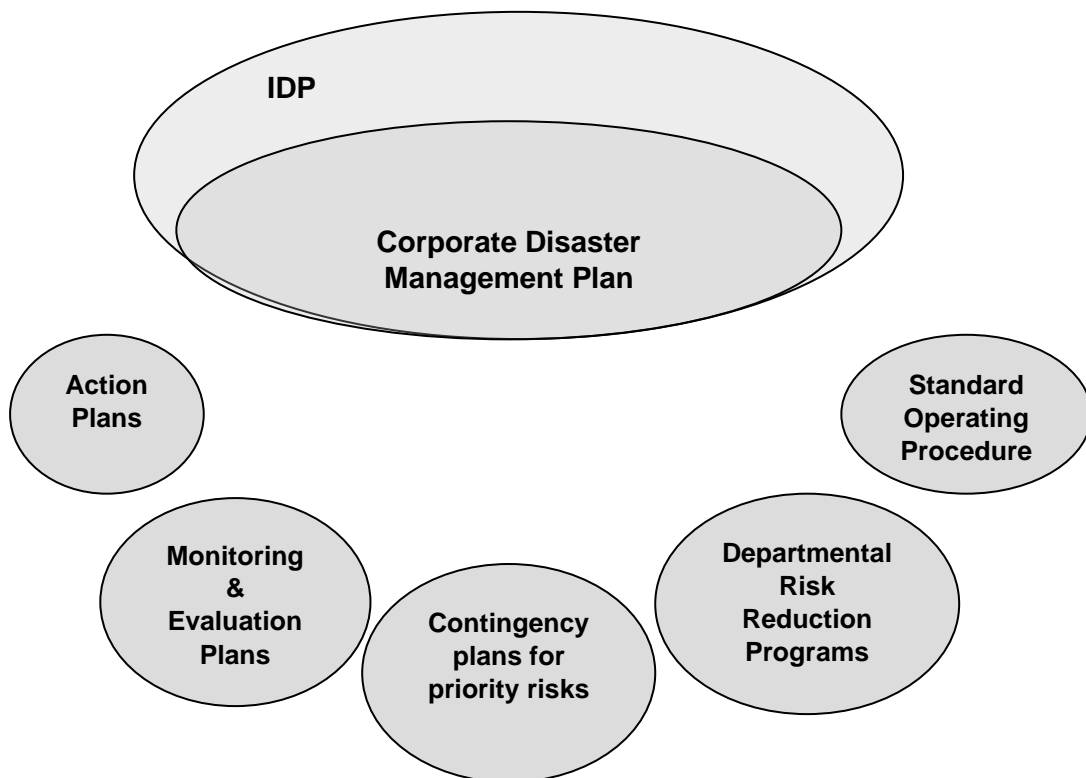 IDP
Corporate Disaster
Management Plan
Action
Plans
Standard
Operating
Procedure
Monitoring
&
Evaluation
Plans
Contingency
plans for
priority risks
Departmental
Risk
Reduction
Programs